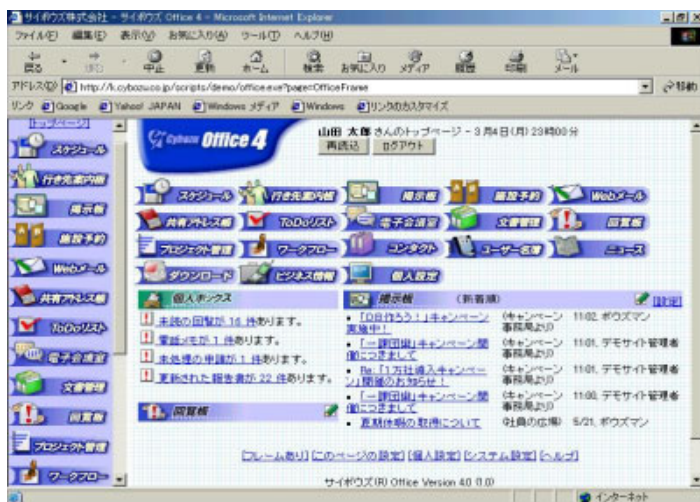 サイボウズ株式会社 - サイボウズ Office 4 - Microsoft Internet Explorer
ファイル(F) 編集(E) 表示(V) お気に入り(A) ツール(T) ヘルプ(H)
戻る 進む 中止 更新 ホーム 検索 お気に入り メディア 履歴 印刷 メール
アドレス(D) http://k.cybozu.co.jp/scripts/demo/office.exe?page=OfficeFrame 移動
リンク Google Yahoo! JAPAN Windows メディア Windows リンクのカスタマイズ
[トップページ]
スケジュール
行き先案内板
掲示板
施設予約
Webメール
共有アドレス帳
ToDoリスト
電子会議室
文書管理
回覧板
プロジェクト管理
ワークフロー
Cybozu Office 4
山田 太郎 さんのトップページ - 3月4日(月) 23時00分
再読込 ログアウト
スケジュール 行き先案内板 掲示板 施設予約 Webメール
共有アドレス帳 ToDoリスト 電子会議室 文書管理 回覧板
プロジェクト管理 ワークフロー コンタクト ユーザー名簿 ニュース
ダウンロード ビジネス情報 個人設定
個人ボックス
未読の回覧が 16 件あります。
電話メモが 1 件あります。
未処理の申請が 1 件あります。
更新された報告書が 22 件あります。
回覧板
掲示板 (新着順) [設定]
「DB作ろう!」キャンペーン実施中! (キャンペーン事務局より) 11:02, ボウズマン
「一課団欒」キャンペーン開催につきまして (キャンペーン事務局より) 11:01, デモサイト管理者
Re:「1万社導入キャンペーン」開催のお知らせ! (キャンペーン事務局より) 11:01, デモサイト管理者
「一課団欒」キャンペーン開催につきまして (キャンペーン事務局より) 11:00, デモサイト管理者
夏期休暇の取得について (社員の広場) 5/21, ボウズマン
[フレームあり] [このページの設定] [個人設定] [システム設定] [ヘルプ]
サイボウズ(R) Office Version 4.0 (1.0)
インターネット